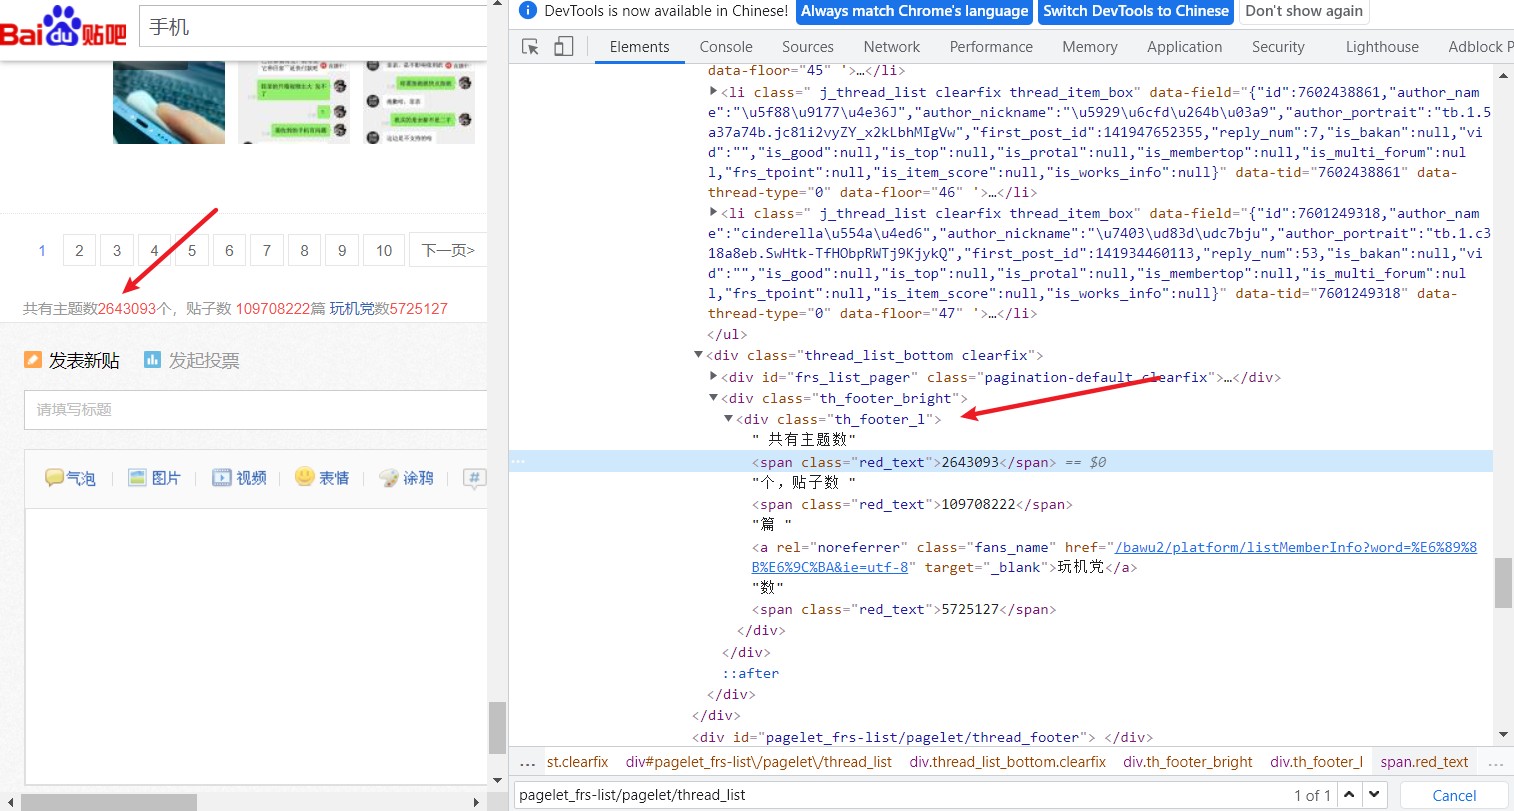 DevTools is now available in Chinese! Always match Chrome's language Switch DevTools to Chinese Don't show again
Bai du 贴吧 手机
Elements Console Sources Network Performance Memory Application Security Lighthouse Adblock P
data-floor="45" '>…</li>
<li class=" j_thread_list clearfix thread_item_box" data-field="{"id":7602438861,"author_na
me":"\u5f88\u9177\u4e36J","author_nickname":"\u5929\u6cfd\u264b\u03a9","author_portrait":"tb.1.5
a37a74b.jc81i2vyZY_x2kLbhMIgVw","first_post_id":141947652355,"reply_num":7,"is_bakan":null,"vi
d":"","is_good":null,"is_top":null,"is_protal":null,"is_membertop":null,"is_multi_forum":nul
l,"frs_tpoint":null,"is_item_score":null,"is_works_info":null}" data-tid="7602438861" data-
thread-type="0" data-floor="46" '>…</li>
<li class=" j_thread_list clearfix thread_item_box" data-field="{"id":7601249318,"author_na
me":"cinderella\u554a\u4ed6","author_nickname":"\u7403\ud83d\udc7bju","author_portrait":"tb.1.c3
18a8eb.SwHtk-TfHObpRWTj9KjykQ","first_post_id":141934460113,"reply_num":53,"is_bakan":null,"vi
d":"","is_good":null,"is_top":null,"is_protal":null,"is_membertop":null,"is_multi_forum":nul
l,"frs_tpoint":null,"is_item_score":null,"is_works_info":null}" data-tid="7601249318" data-
thread-type="0" data-floor="47" '>…</li>
</ul>
<div class="thread_list_bottom clearfix">
<div id="frs_list_pager" class="pagination-default clearfix">…</div>
<div class="th_footer_bright">
<div class="th_footer_l">
" 共有主题数"
<span class="red_text">2643093</span> == $0
"个，贴子数 "
<span class="red_text">109708222</span>
"篇 "
<a rel="noreferrer" class="fans_name" href="/bawu2/platform/listMemberInfo?word=%E6%89%8
B%E6%9C%BA&ie=utf-8" target="_blank">玩机党</a>
"数"
<span class="red_text">5725127</span>
</div>
</div>
::after
</div>
</div>
<div id="pagelet_frs-list/pagelet/thread_footer"> </div>
... st.clearfix div#pagelet_frs-list\/pagelet\/thread_list div.thread_list_bottom.clearfix div.th_footer_bright div.th_footer_l span.red_text ...
pagelet_frs-list/pagelet/thread_list 1 of 1 Cancel
1 2 3 4 5 6 7 8 9 10 下一页>
共有主题数2643093个，贴子数 109708222篇 玩机党数5725127
发表新贴 发起投票
请填写标题
气泡 图片 视频 表情 涂鸦 #